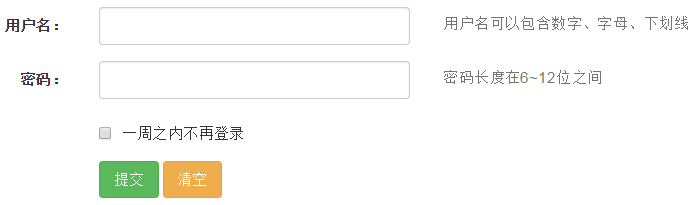 用户名： 用户名可以包含数字、字母、下划线
密码： 密码长度在6~12位之间
一周之内不再登录
提交 清空